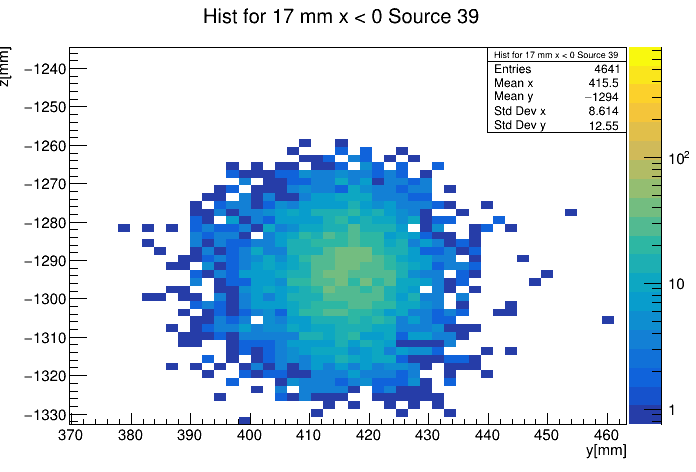 Hist for 17 mm x < 0 Source 39
z[mm]
Hist for 17 mm x < 0 Source 39
Entries 4641
Mean x 415.5
Mean y −1294
Std Dev x 8.614
Std Dev y 12.55
−1240
−1250
−1260
−1270
−1280
−1290
−1300
−1310
−1320
−1330
10²
10
1
370 380 390 400 410 420 430 440 450 460
y[mm]